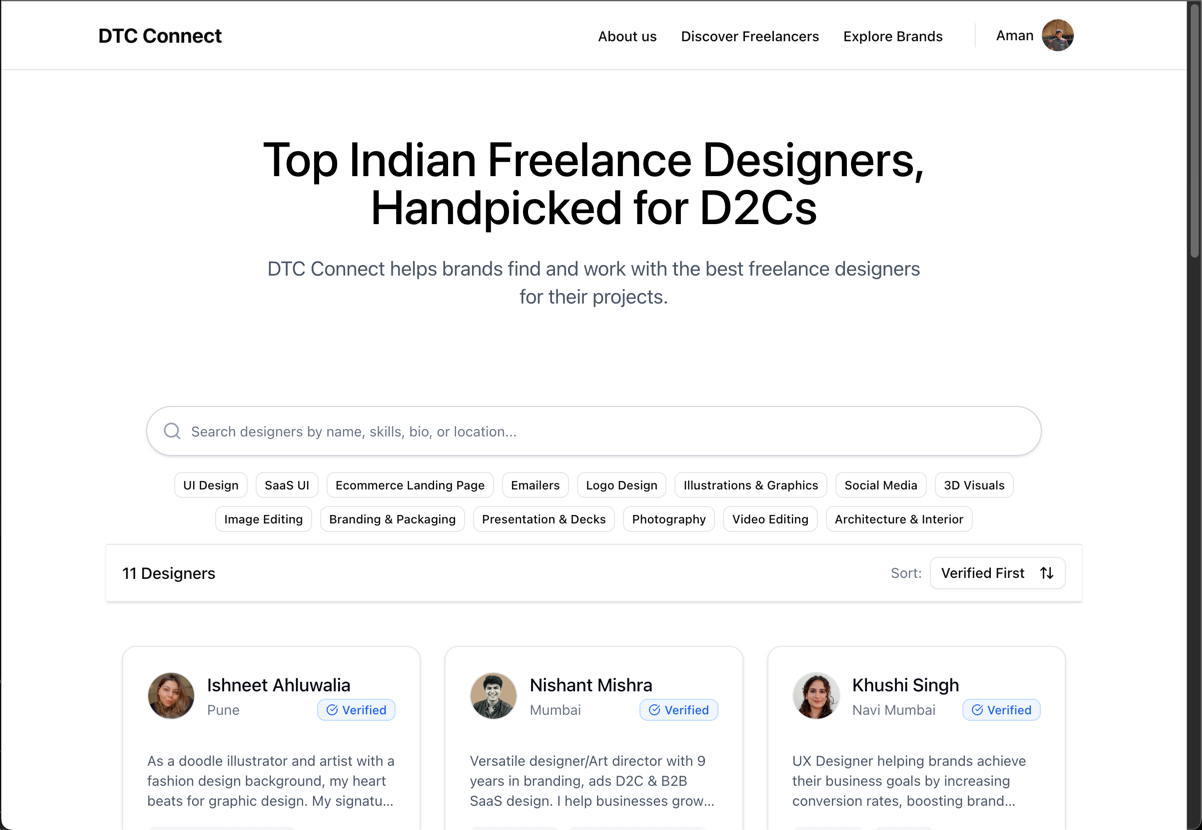 DTC Connect
About us
Discover Freelancers
Explore Brands
Aman
Top Indian Freelance Designers,
Handpicked for D2Cs
DTC Connect helps brands find and work with the best freelance designers
for their projects.
Search designers by name, skills, bio, or location...
UI Design
SaaS UI
Ecommerce Landing Page
Emailers
Logo Design
Illustrations & Graphics
Social Media
3D Visuals
Image Editing
Branding & Packaging
Presentation & Decks
Photography
Video Editing
Architecture & Interior
11 Designers
Sort:
Verified First
Ishneet Ahluwalia
Pune
Verified
As a doodle illustrator and artist with a
fashion design background, my heart
beats for graphic design. My signatu...
Nishant Mishra
Mumbai
Verified
Versatile designer/Art director with 9
years in branding, ads D2C & B2B
SaaS design. I help businesses grow...
Khushi Singh
Navi Mumbai
Verified
UX Designer helping brands achieve
their business goals by increasing
conversion rates, boosting brand...